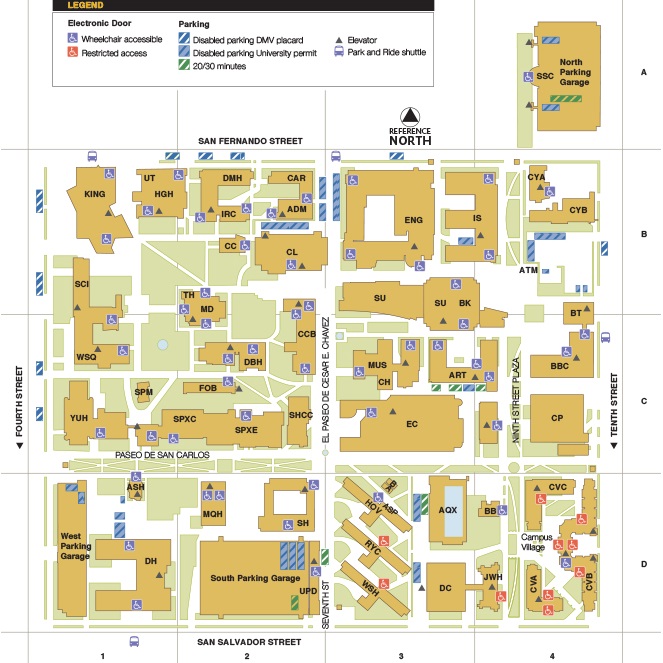 LEGEND
Electronic Door
Parking
Wheelchair accessible
Disabled parking DMV placard
Elevator
Restricted access
Disabled parking University permit
Park and Ride shuttle
20/30 minutes
SSC
North
Parking
Garage
A
REFERENCE
NORTH
SAN FERNANDO STREET
KING
UT
HGH
DMH
CAR
IRC
ADM
CC
CL
ENG
IS
CYA
CYB
B
ATM
SCI
TH
MD
SU
SU
BK
BT
CCB
WSQ
DBH
MUS
CH
ART
BBC
FOB
SPM
YUH
SPXC
SPXE
SHCC
EC
CP
C
FOURTH STREET
EL PASEO DE CESAR E. CHAVEZ
NINTH STREET PLAZA
TENTH STREET
PASEO DE SAN CARLOS
ASH
MQH
SH
HOV
ASP
AQX
BB
CVC
West
Parking
Garage
DH
South Parking Garage
UPD
RYC
WSH
DC
JWH
Campus
Village
CVA
CVB
D
SEVENTH ST
SAN SALVADOR STREET
1
2
3
4